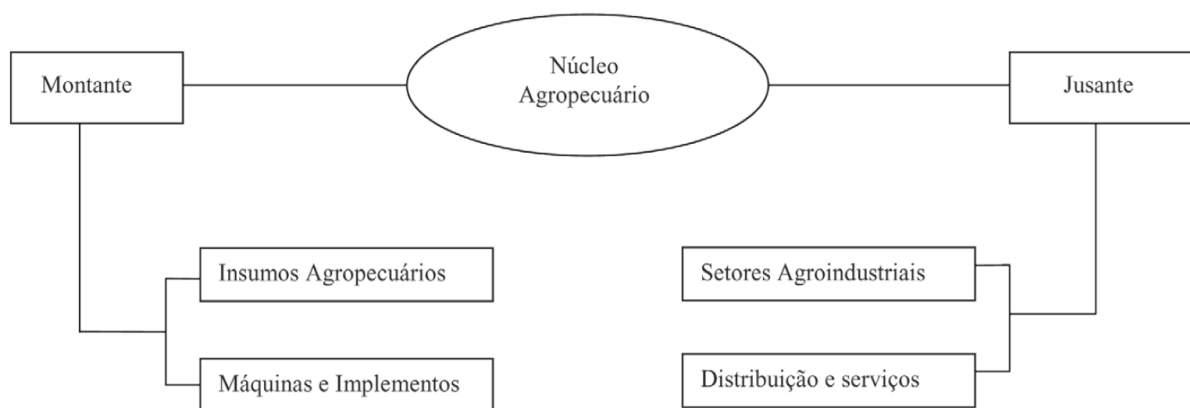 Montante
Núcleo
Agropecuário
Jusante
Insumos Agropecuários
Máquinas e Implementos
Setores Agroindustriais
Distribuição e serviços